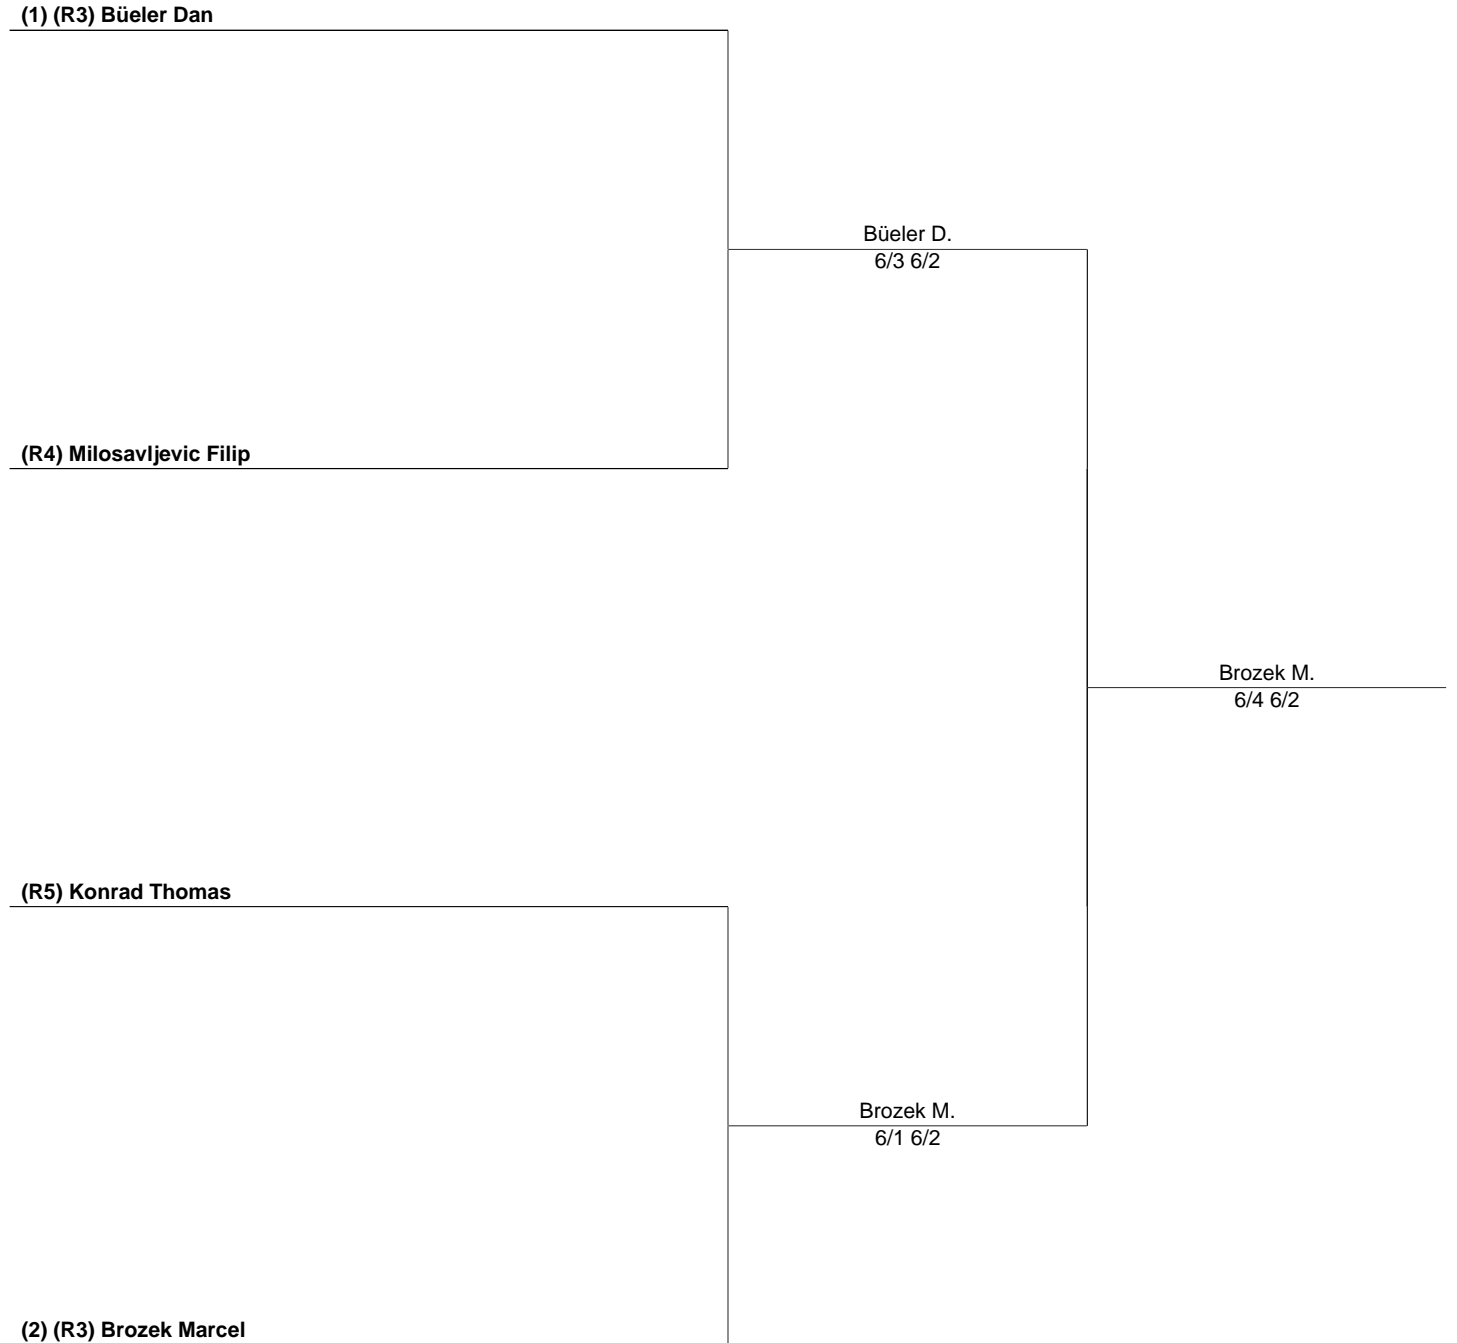 (1) (R3) Büeler Dan
Büeler D.
6/3 6/2
(R4) Milosavljevic Filip
Brozek M.
6/4 6/2
(R5) Konrad Thomas
Brozek M.
6/1 6/2
(2) (R3) Brozek Marcel